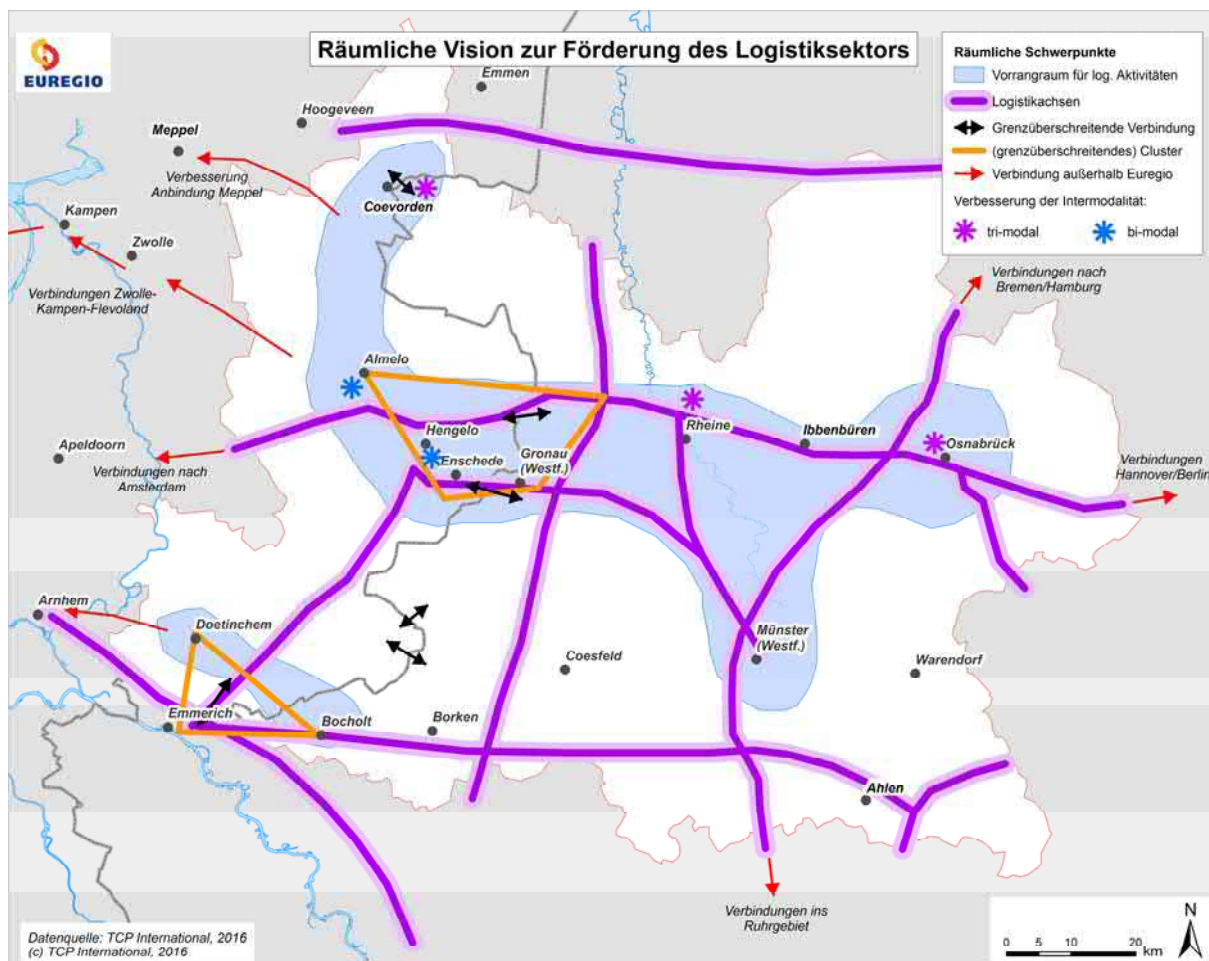 Räumliche Vision zur Förderung des Logistiksektors
EUREGIO
Räumliche Schwerpunkte
Vorrangraum für log. Aktivitäten
Logistikachsen
Grenzüberschreitende Verbindung
(grenzüberschreitendes) Cluster
Verbindung außerhalb Euregio
Verbesserung der Intermodalität:
tri-modal
bi-modal
Emmen
Hoogeveen
Meppel
Verbesserung
Anbindung Meppel
Coevorden
Kampen
Zwolle
Verbindungen Zwolle-
Kampen-Flevoland
Verbindungen nach
Bremen/Hamburg
Almelo
Hengelo
Enschede
Gronau
(Westf.)
Rheine
Ibbenbüren
Osnabrück
Apeldoorn
Verbindungen nach
Amsterdam
Verbindungen
Hannover/Berlin
Arnhem
Doetinchem
Emmerich
Bocholt
Borken
Coesfeld
Münster
(Westf.)
Warendorf
Ahlen
Verbindungen ins
Ruhrgebiet
Datenquelle: TCP International, 2016
(c) TCP International, 2016
N
0 5 10 20
km